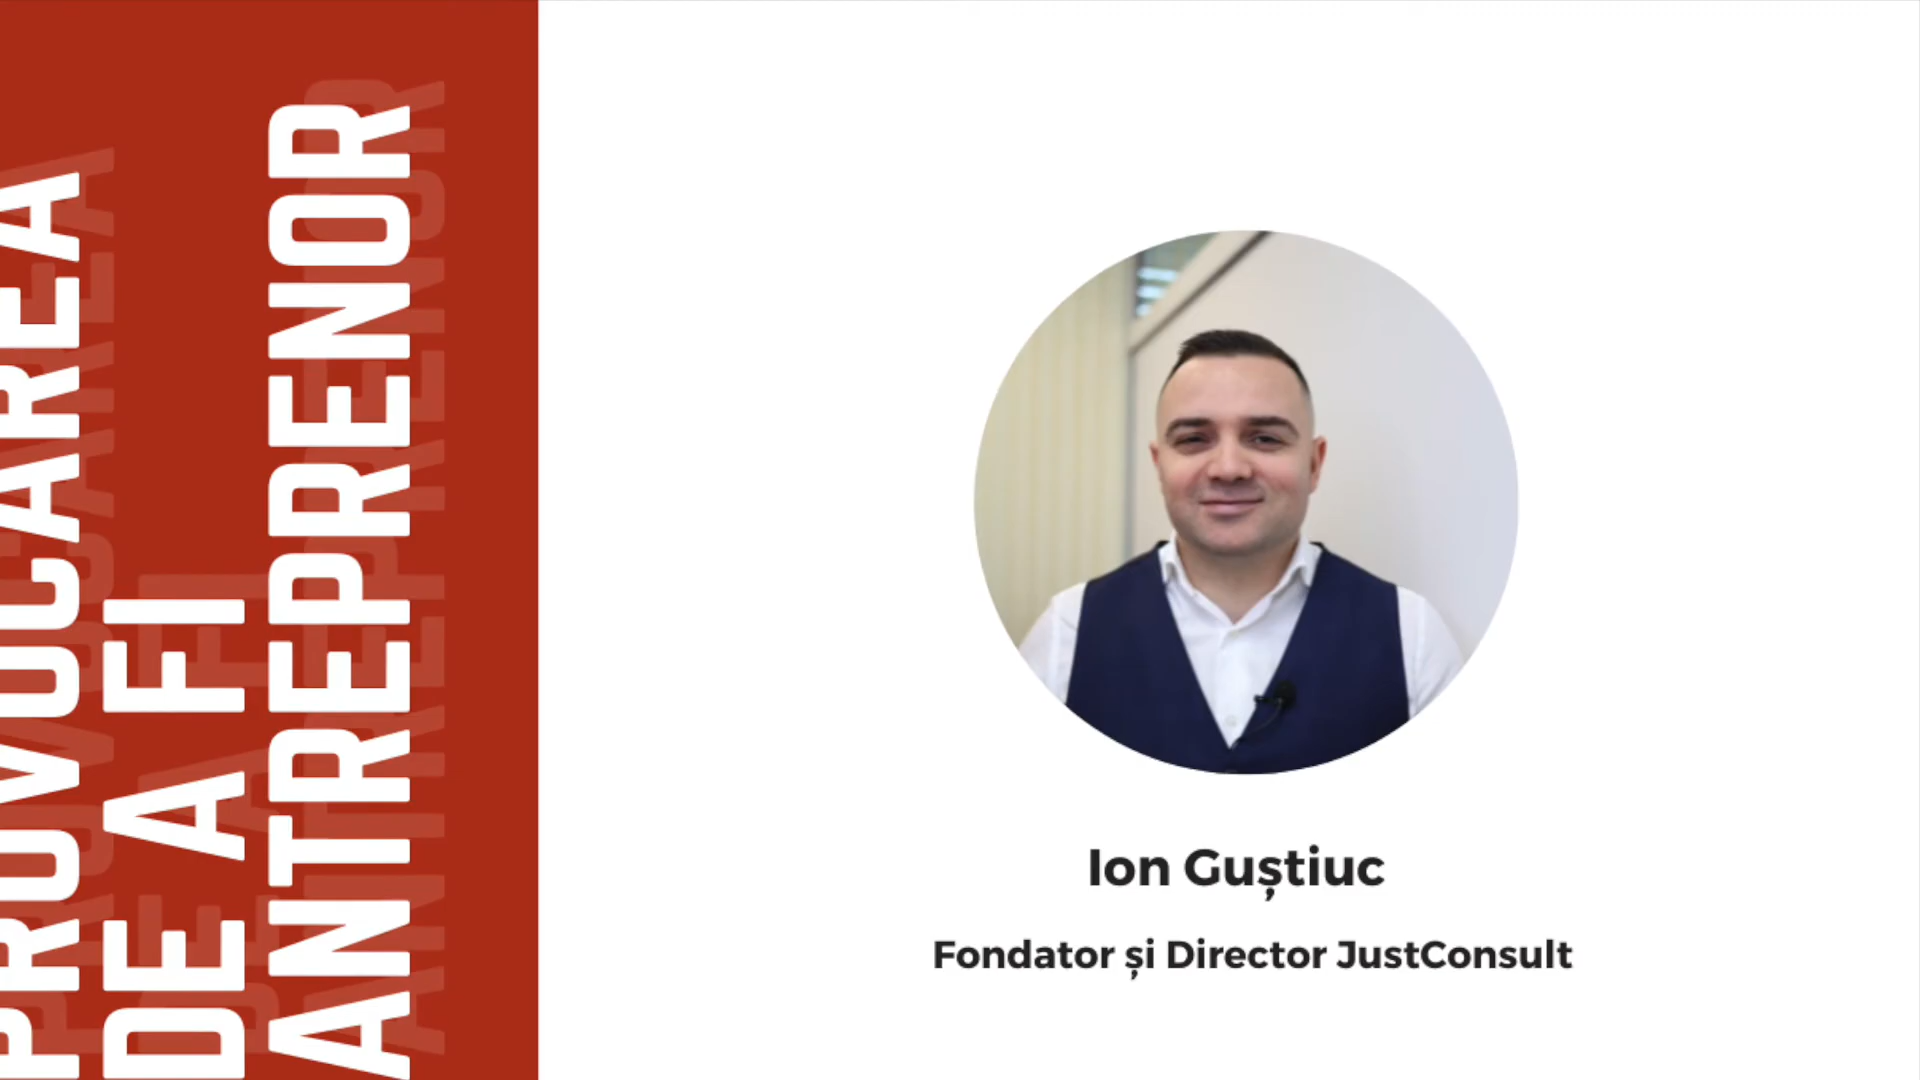 PROVOCAREA
DE A FI
ANTREPRENOR
Ion Guștiuc
Fondator și Director JustConsult